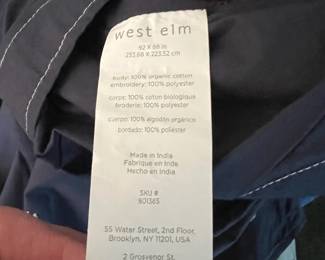 west elm
92 X 88 in
233.68 X 223.52 cm
body: 100% organic cotton
embroidery: 100% polyester
corps: 100% coton biologique
broderie: 100% polyester
cuerpo: 100% algodón orgánico
bordado: 100% poliéster
Made in India
Fabriqué en Inde
Hecho en India
SKU #
801365
55 Water Street, 2nd Floor,
Brooklyn, NY 11201, USA
2 Grosvenor St.